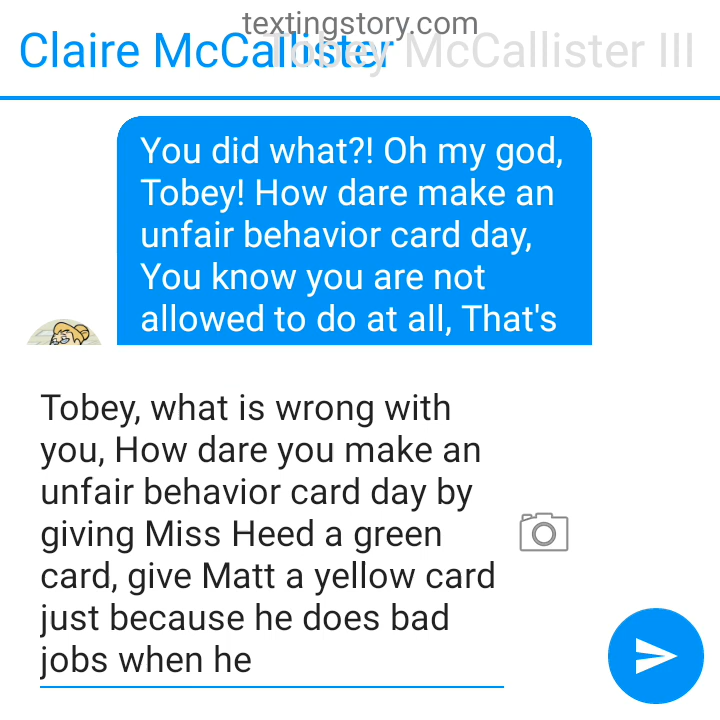 textingstory.com
Claire McCallister Tobey McCallister III
You did what?! Oh my god,
Tobey! How dare make an
unfair behavior card day,
You know you are not
allowed to do at all, That's
Tobey, what is wrong with
you, How dare you make an
unfair behavior card day by
giving Miss Heed a green
card, give Matt a yellow card
just because he does bad
jobs when he